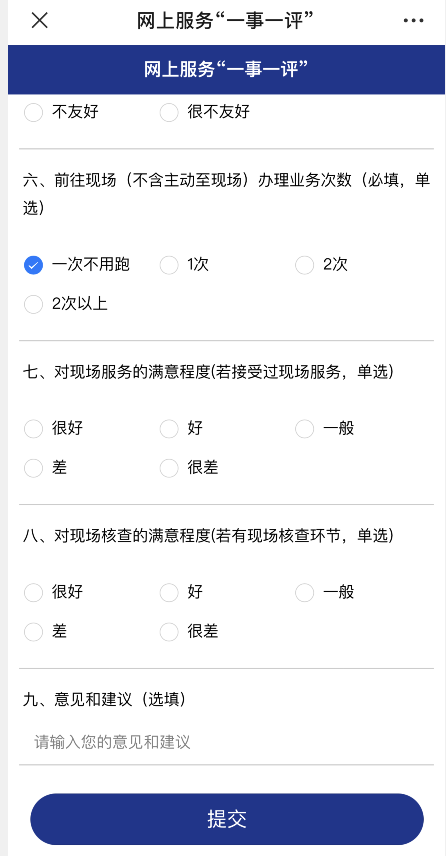 网上服务“一事一评”
网上服务“一事一评”
不友好 很不友好
六、前往现场（不含主动至现场）办理业务次数（必填，单
选）
一次不用跑 1次 2次
2次以上
七、对现场服务的满意程度(若接受过现场服务，单选）
很好 好 一般
差 很差
八、对现场核查的满意程度(若有现场核查环节，单选）
很好 好 一般
差 很差
九、意见和建议（选填）
请输入您的意见和建议
提交